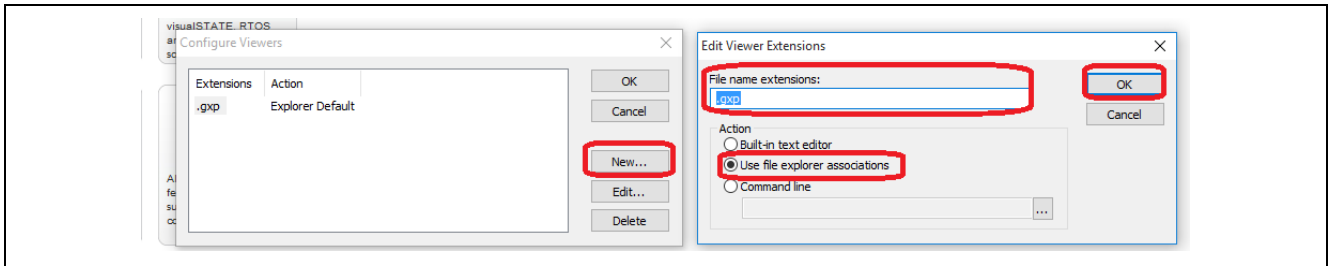 visualSTATE, RTOS
Configure Viewers
Extensions Action
.gxp Explorer Default
OK
Cancel
New...
Edit...
Delete
Edit Viewer Extensions
File name extensions:
.gxp
OK
Cancel
Action
Built-in text editor
Use file explorer associations
Command line
...